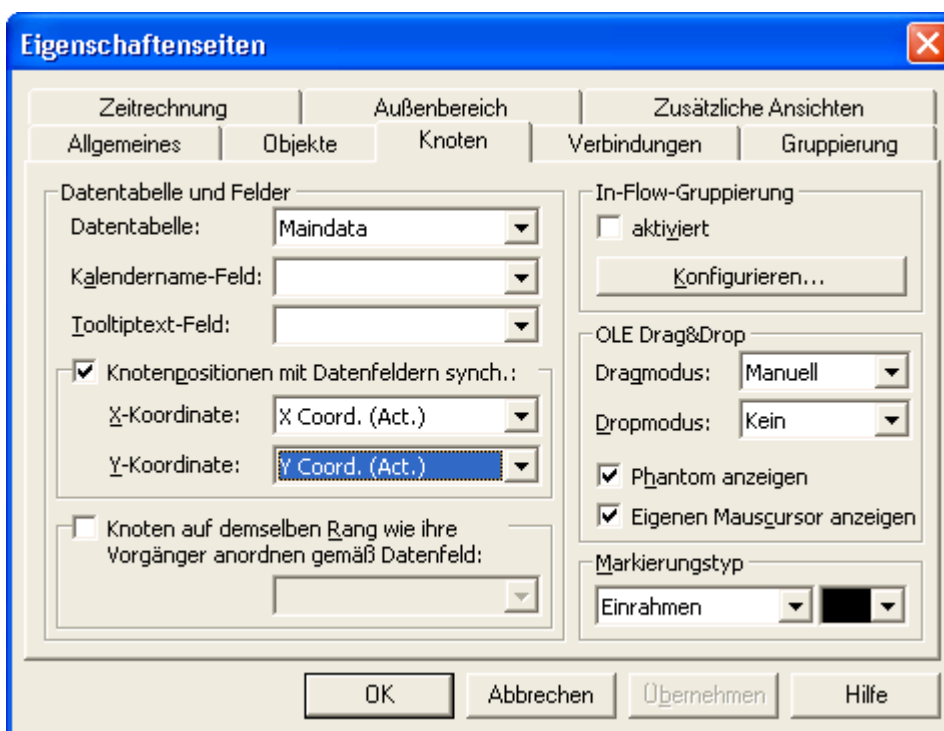 Eigenschaftenseiten
Zeitrechnung
Außenbereich
Zusätzliche Ansichten
Allgemeines
Objekte
Knoten
Verbindungen
Gruppierung
Datentabelle und Felder
Datentabelle: Maindata
Kalendername-Feld:
Tooltiptext-Feld:
Knotenpositionen mit Datenfeldern synch.:
X-Koordinate: X Coord. (Act.)
Y-Koordinate: Y Coord. (Act.)
Knoten auf demselben Rang wie ihre
Vorgänger anordnen gemäß Datenfeld:
In-Flow-Gruppierung
aktiviert
Konfigurieren...
OLE Drag&Drop
Dragmodus: Manuell
Dropmodus: Kein
Phantom anzeigen
Eigenen Mauscursor anzeigen
Markierungstyp
Einrahmen
OK
Abbrechen
Übernehmen
Hilfe